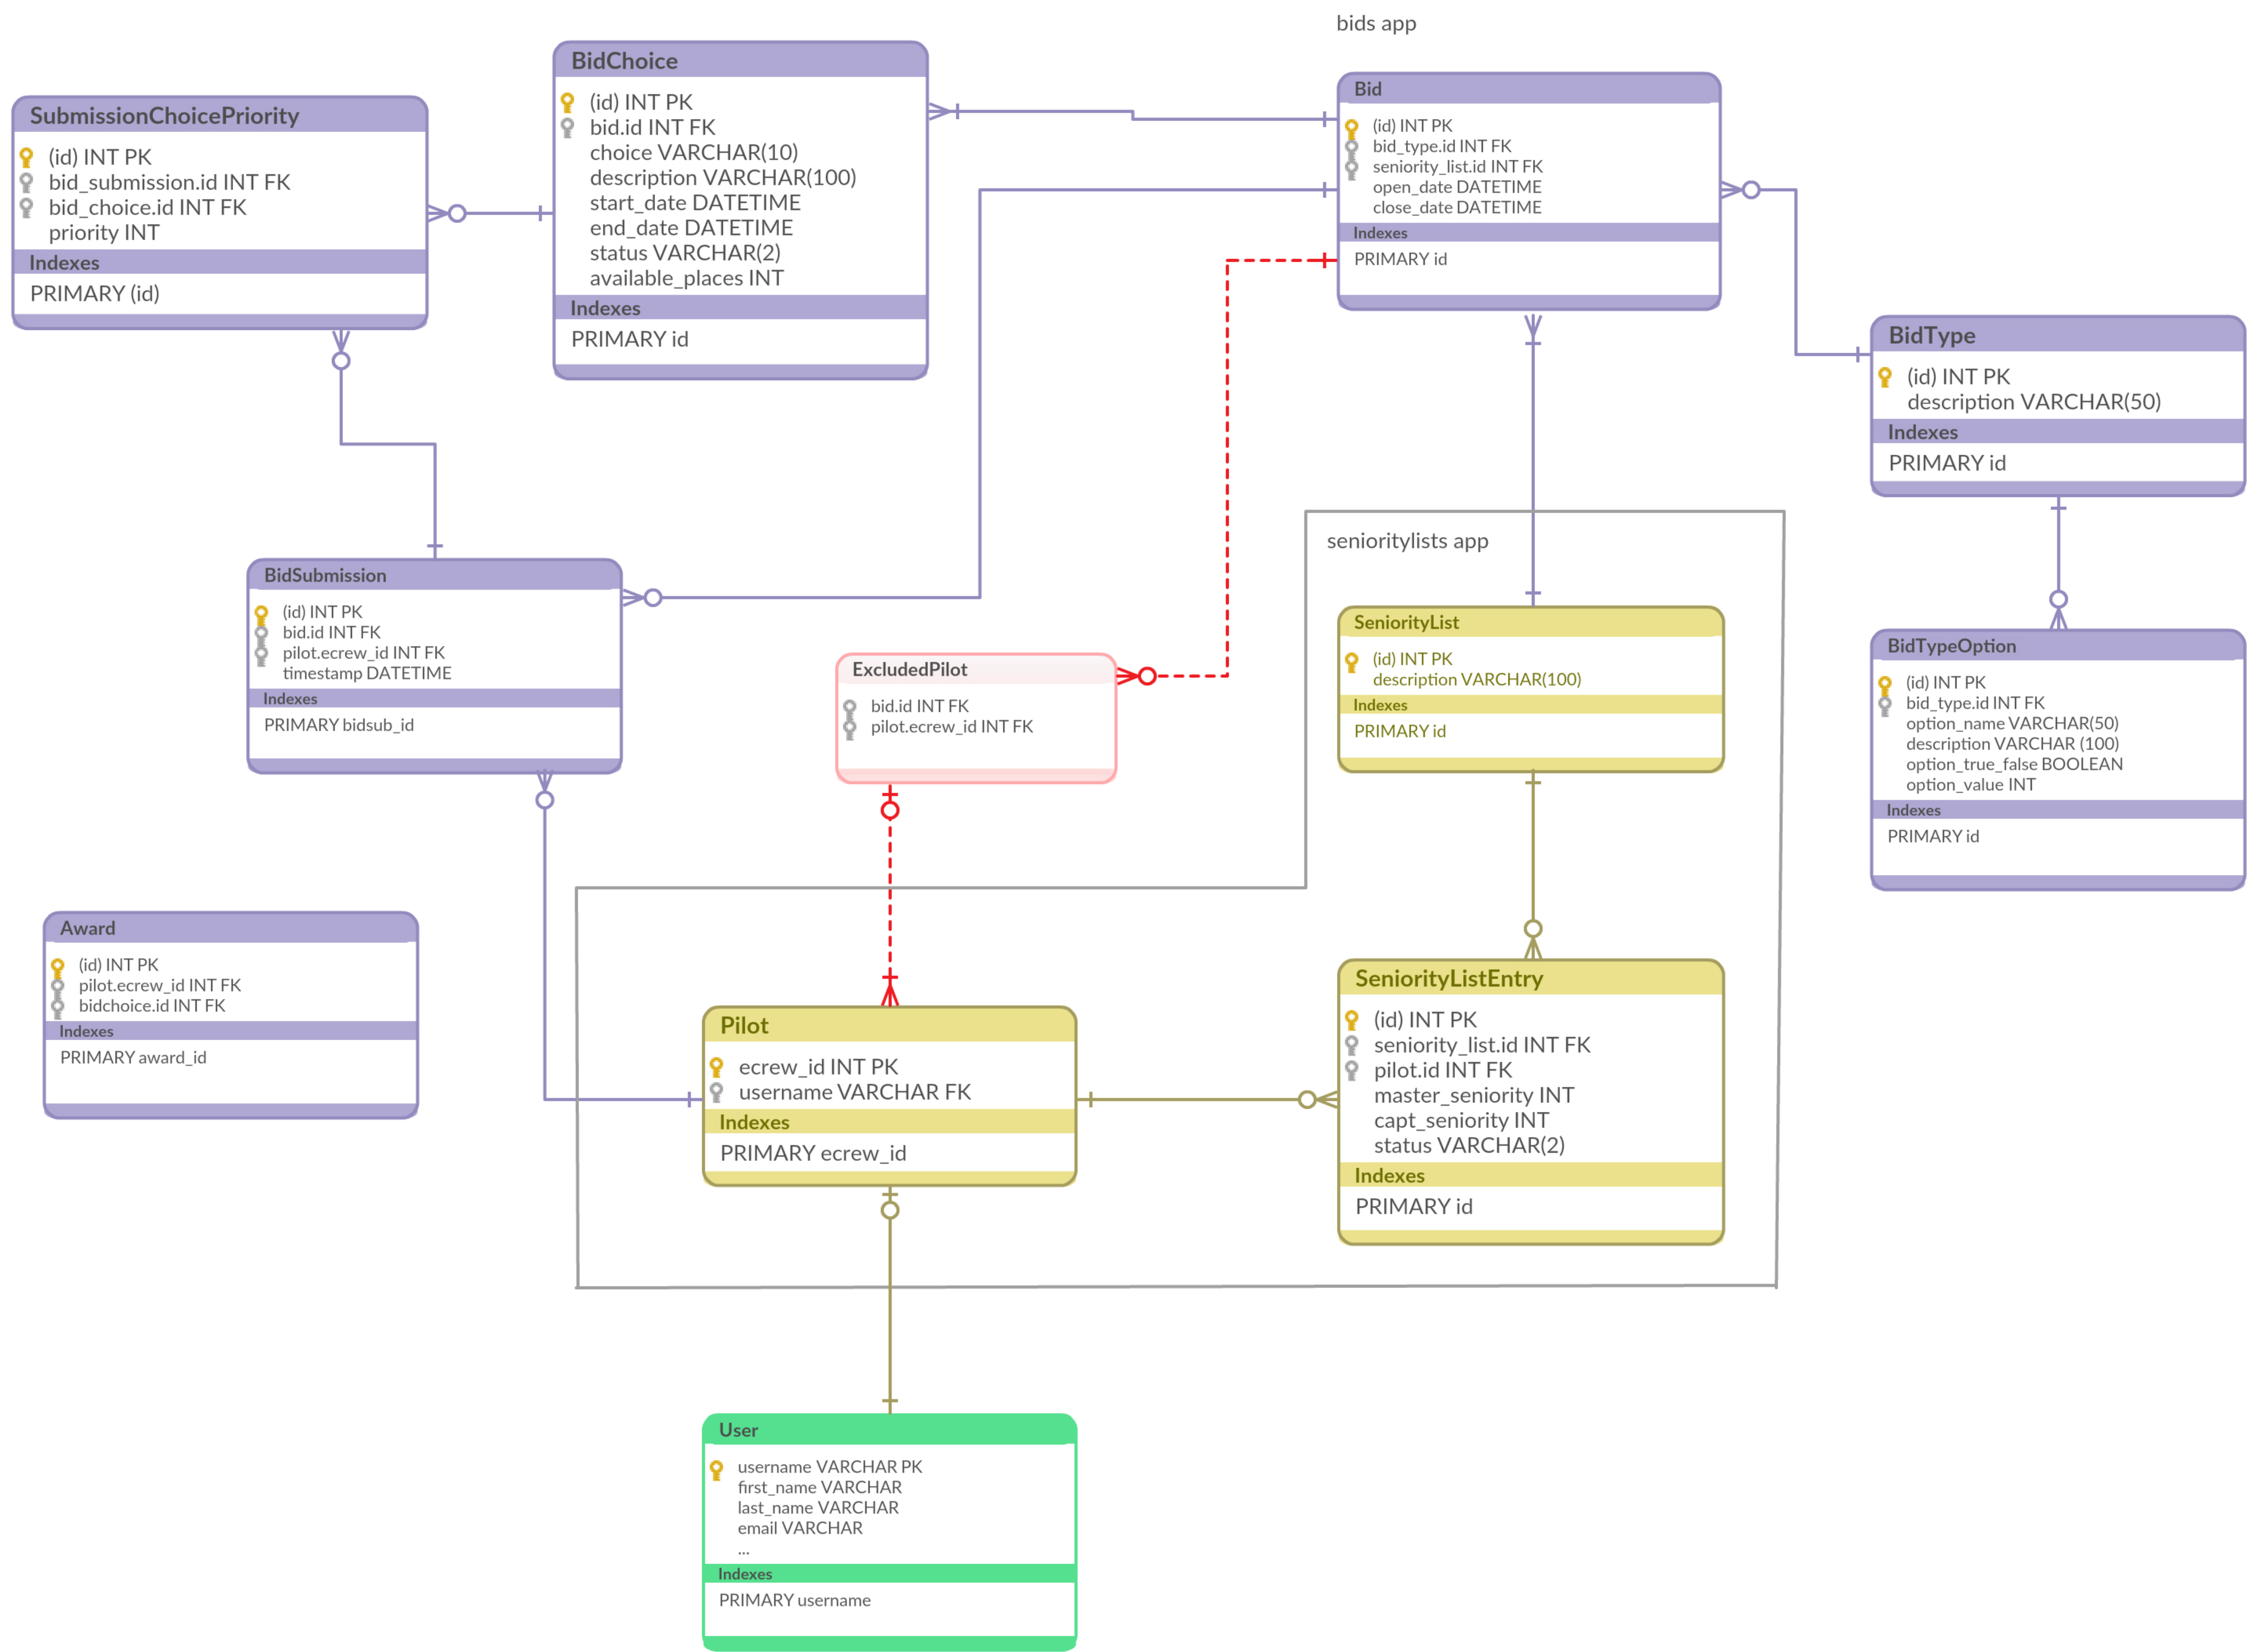 bids app
BidChoice
(id) INT PK
bid.id INT FK
choice VARCHAR(10)
description VARCHAR(100)
start_date DATETIME
end_date DATETIME
status VARCHAR(2)
available_places INT
Indexes
PRIMARY id
Bid
(id) INT PK
bid_type.id INT FK
seniority_list.id INT FK
open_date DATETIME
close_date DATETIME
Indexes
PRIMARY id
SubmissionChoicePriority
(id) INT PK
bid_submission.id INT FK
bid_choice.id INT FK
priority INT
Indexes
PRIMARY (id)
BidType
(id) INT PK
description VARCHAR(50)
Indexes
PRIMARY id
senioritylists app
BidSubmission
(id) INT PK
bid.id INT FK
pilot.ecrew_id INT FK
timestamp DATETIME
Indexes
PRIMARY bidsub_id
ExcludedPilot
bid.id INT FK
pilot.ecrew_id INT FK
SeniorityList
(id) INT PK
description VARCHAR(100)
Indexes
PRIMARY id
BidTypeOption
(id) INT PK
bid_type.id INT FK
option_name VARCHAR(50)
description VARCHAR (100)
option_true_false BOOLEAN
option_value INT
Indexes
PRIMARY id
Award
(id) INT PK
pilot.ecrew_id INT FK
bidchoice.id INT FK
Indexes
PRIMARY award_id
Pilot
ecrew_id INT PK
username VARCHAR FK
Indexes
PRIMARY ecrew_id
SeniorityListEntry
(id) INT PK
seniority_list.id INT FK
pilot.id INT FK
master_seniority INT
capt_seniority INT
status VARCHAR(2)
Indexes
PRIMARY id
User
username VARCHAR PK
first_name VARCHAR
last_name VARCHAR
email VARCHAR
...
Indexes
PRIMARY username